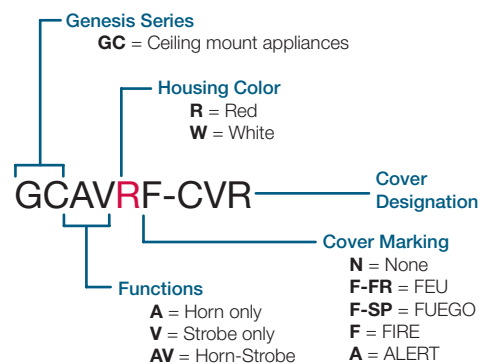 Genesis Series
GC = Ceiling mount appliances
Housing Color
R = Red
W = White
GCAVRF-CVR
Cover
Designation
Cover Marking
N = None
F-FR = FEU
F-SP = FUEGO
F = FIRE
A = ALERT
Functions
A = Horn only
V = Strobe only
AV = Horn-Strobe